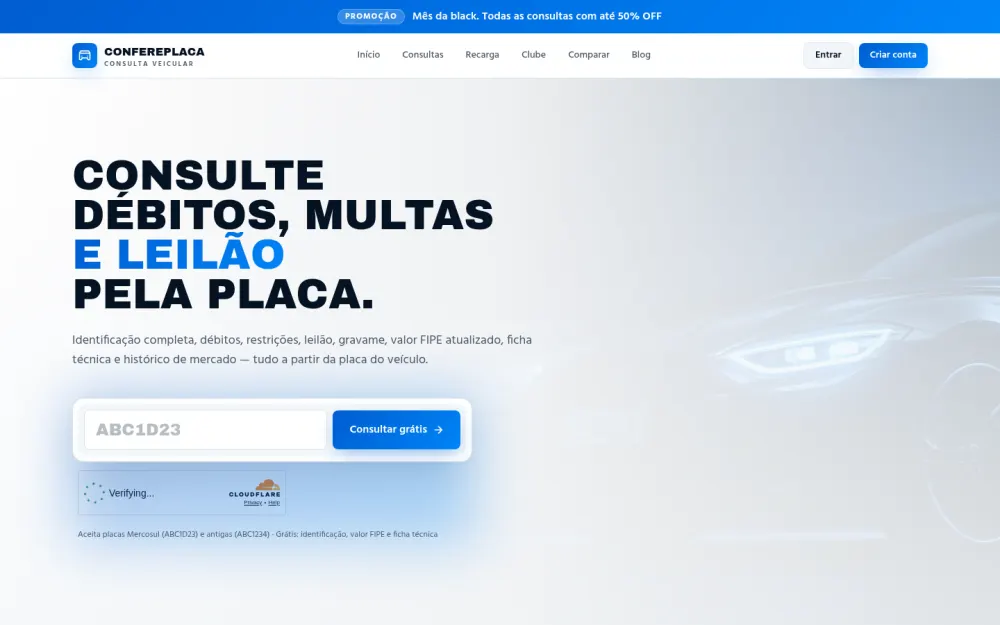 PROMOÇÃO Mês da black. Todas as consultas com até 50% OFF
CONFEREPLACA
CONSULTA VEICULAR
Início Consultas Recarga Clube Comparar Blog
Entrar Criar conta
CONSULTE
DÉBITOS, MULTAS
E LEILÃO
PELA PLACA.
Identificação completa, débitos, restrições, leilão, gravame, valor FIPE atualizado, ficha
técnica e histórico de mercado — tudo a partir da placa do veículo.
ABC1D23 Consultar grátis →
Verifying...
CLOUDFLARE
Privacy • Help
Aceita placas Mercosul (ABC1D23) e antigas (ABC1234) · Grátis: Identificação, valor FIPE e ficha técnica